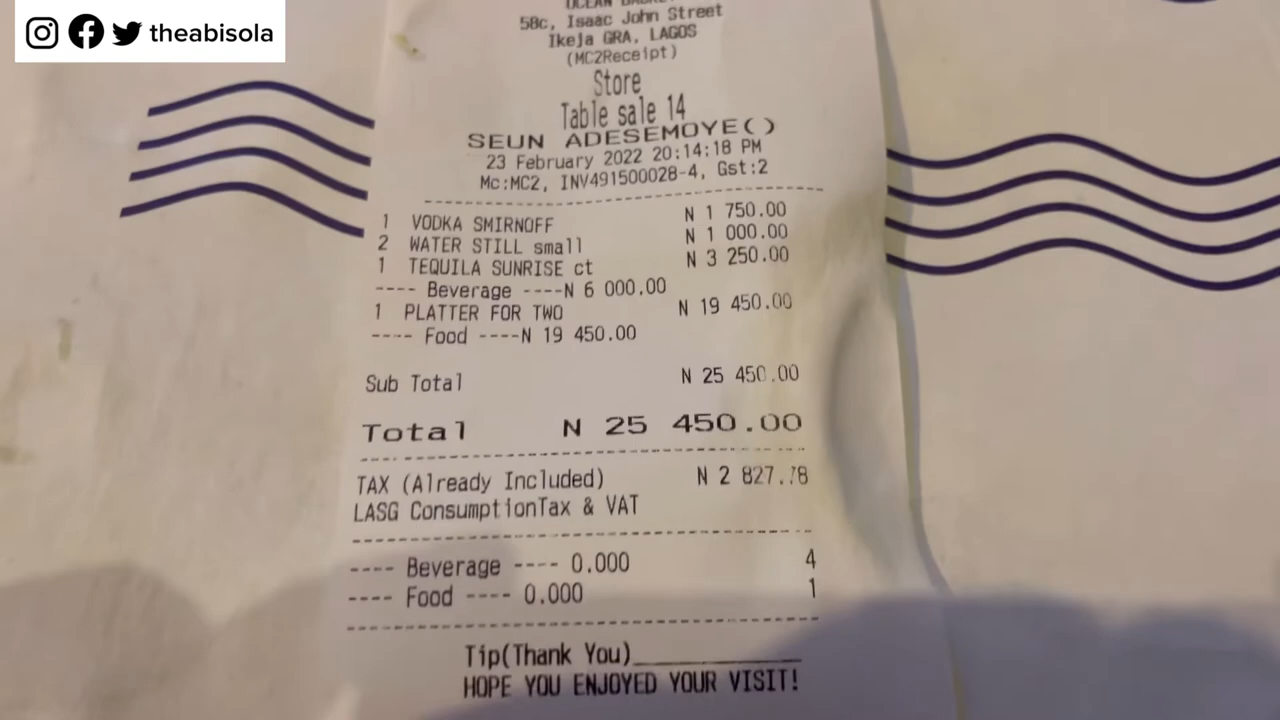 theabisola
OCEAN BASKET
58c, Isaac John Street
Ikeja GRA, LAGOS
(MC2Receipt)
Store
Table sale 14
SEUN ADESEMOYE()
23 February 2022 20:14:18 PM
Mc:MC2, INV491500028-4, Gst:2
1 VODKA SMIRNOFF N 1 750.00
2 WATER STILL small N 1 000.00
1 TEQUILA SUNRISE ct N 3 250.00
---- Beverage ----N 6 000.00
1 PLATTER FOR TWO N 19 450.00
---- Food ----N 19 450.00
Sub Total N 25 450.00
Total N 25 450.00
TAX (Already Included) N 2 827.78
LASG ConsumptionTax & VAT
---- Beverage ---- 0.000 4
---- Food ---- 0.000 1
Tip(Thank You)____________
HOPE YOU ENJOYED YOUR VISIT!